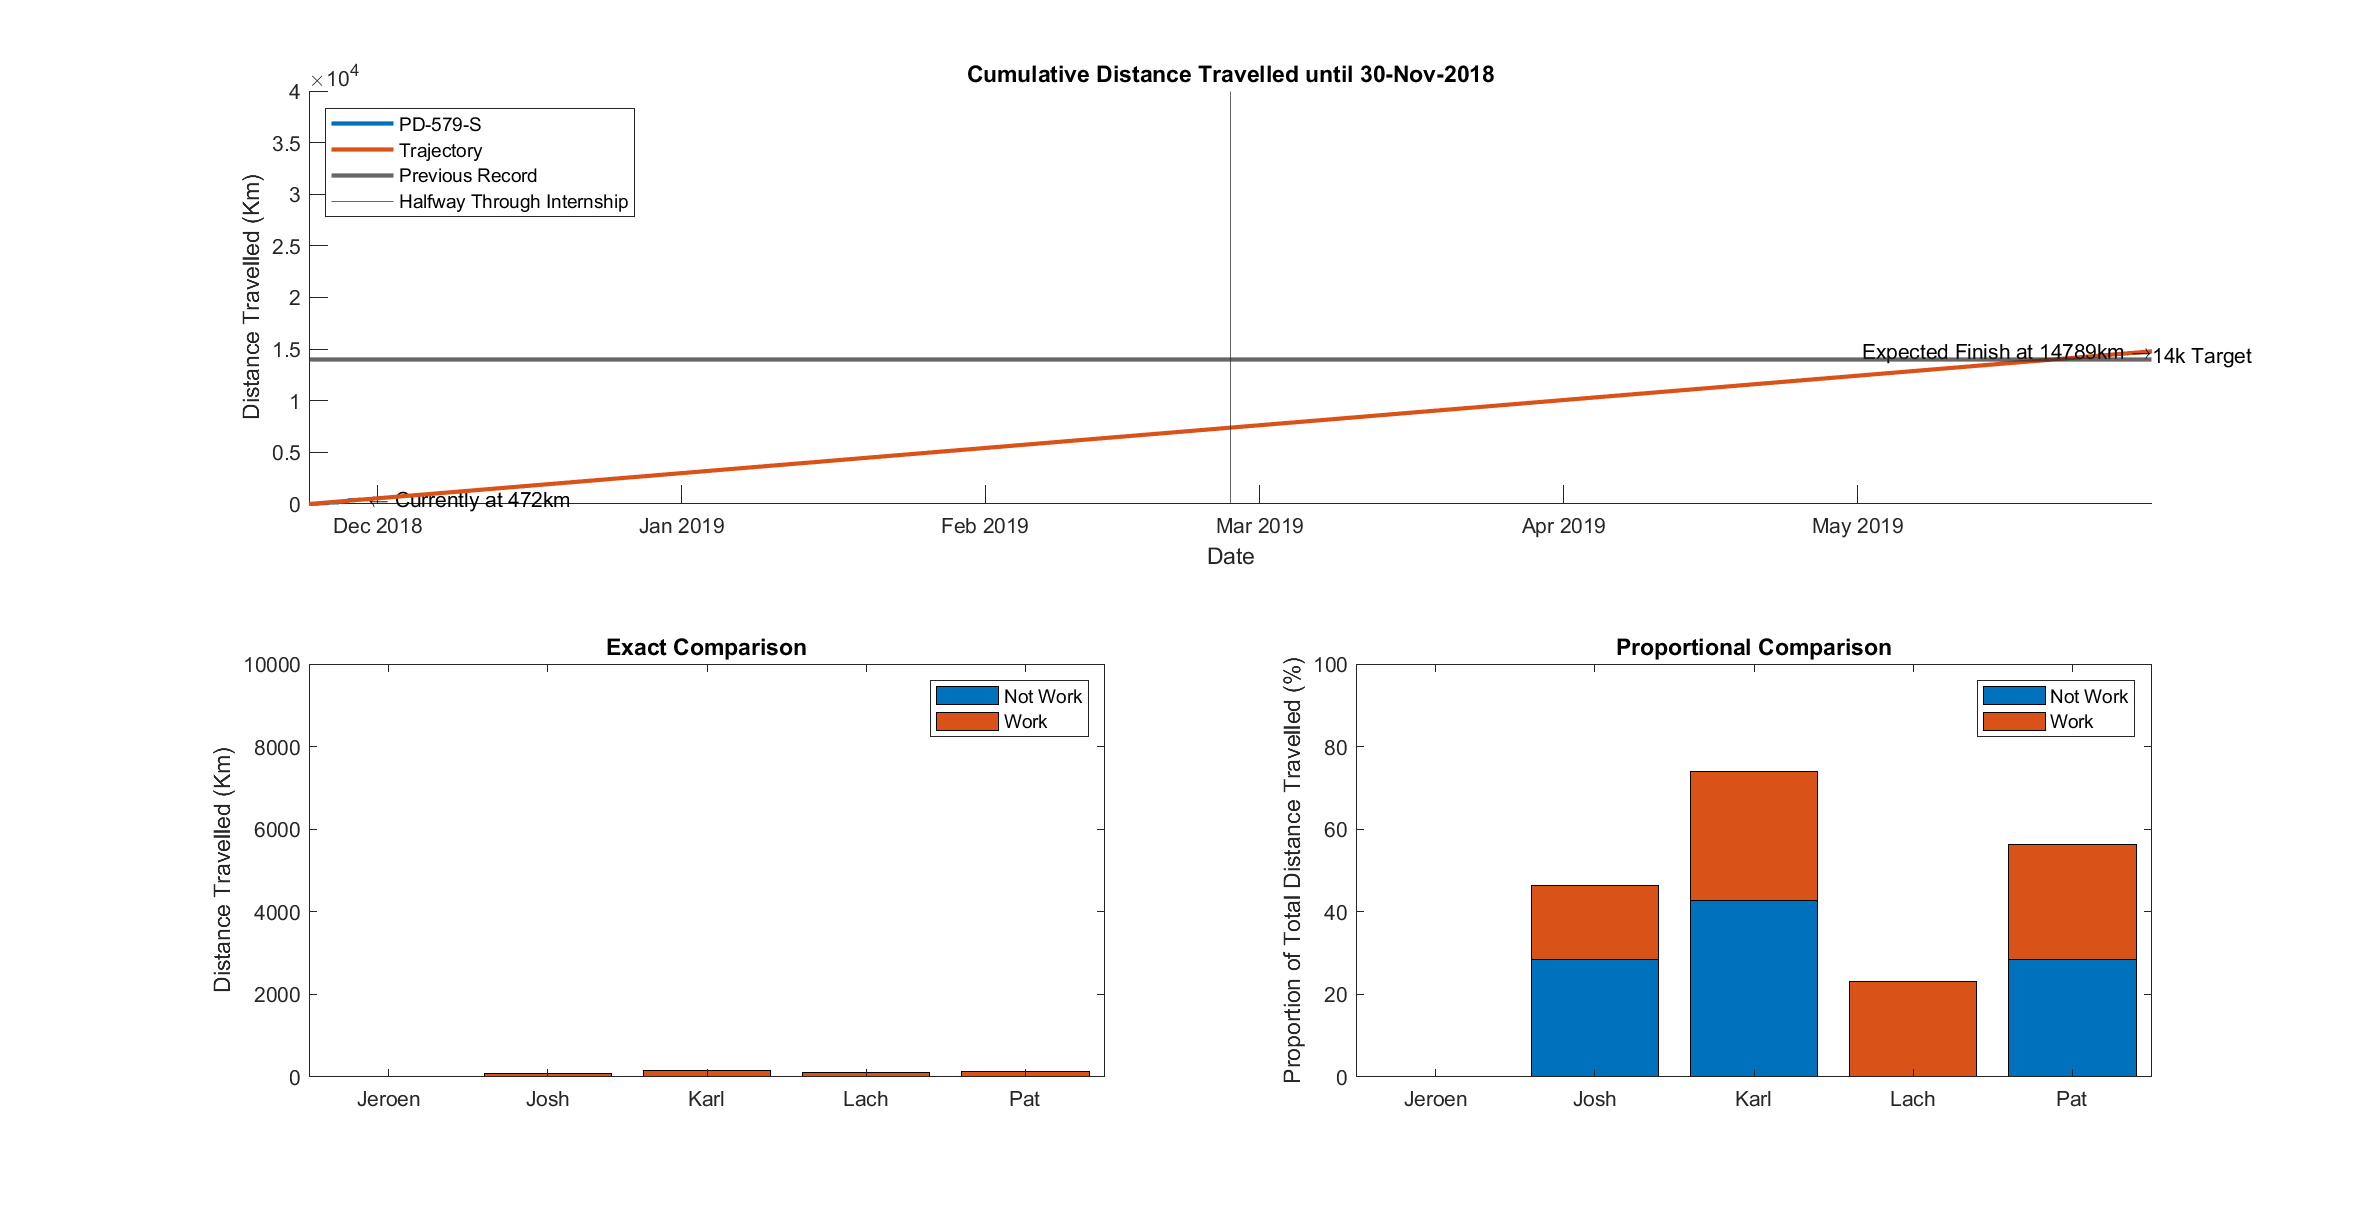 Cumulative Distance Travelled until 30-Nov-2018
×10^4
4
3.5
3
2.5
2
1.5
1
0.5
0
Distance Travelled (Km)
PD-579-S
Trajectory
Previous Record
Halfway Through Internship
Expected Finish at 14789km →
14k Target
← Currently at 472km
Dec 2018 Jan 2019 Feb 2019 Mar 2019 Apr 2019 May 2019
Date
Exact Comparison
10000
8000
6000
4000
2000
0
Distance Travelled (Km)
Not Work
Work
Jeroen Josh Karl Lach Pat
Proportional Comparison
100
80
60
40
20
0
Proportion of Total Distance Travelled (%)
Not Work
Work
Jeroen Josh Karl Lach Pat